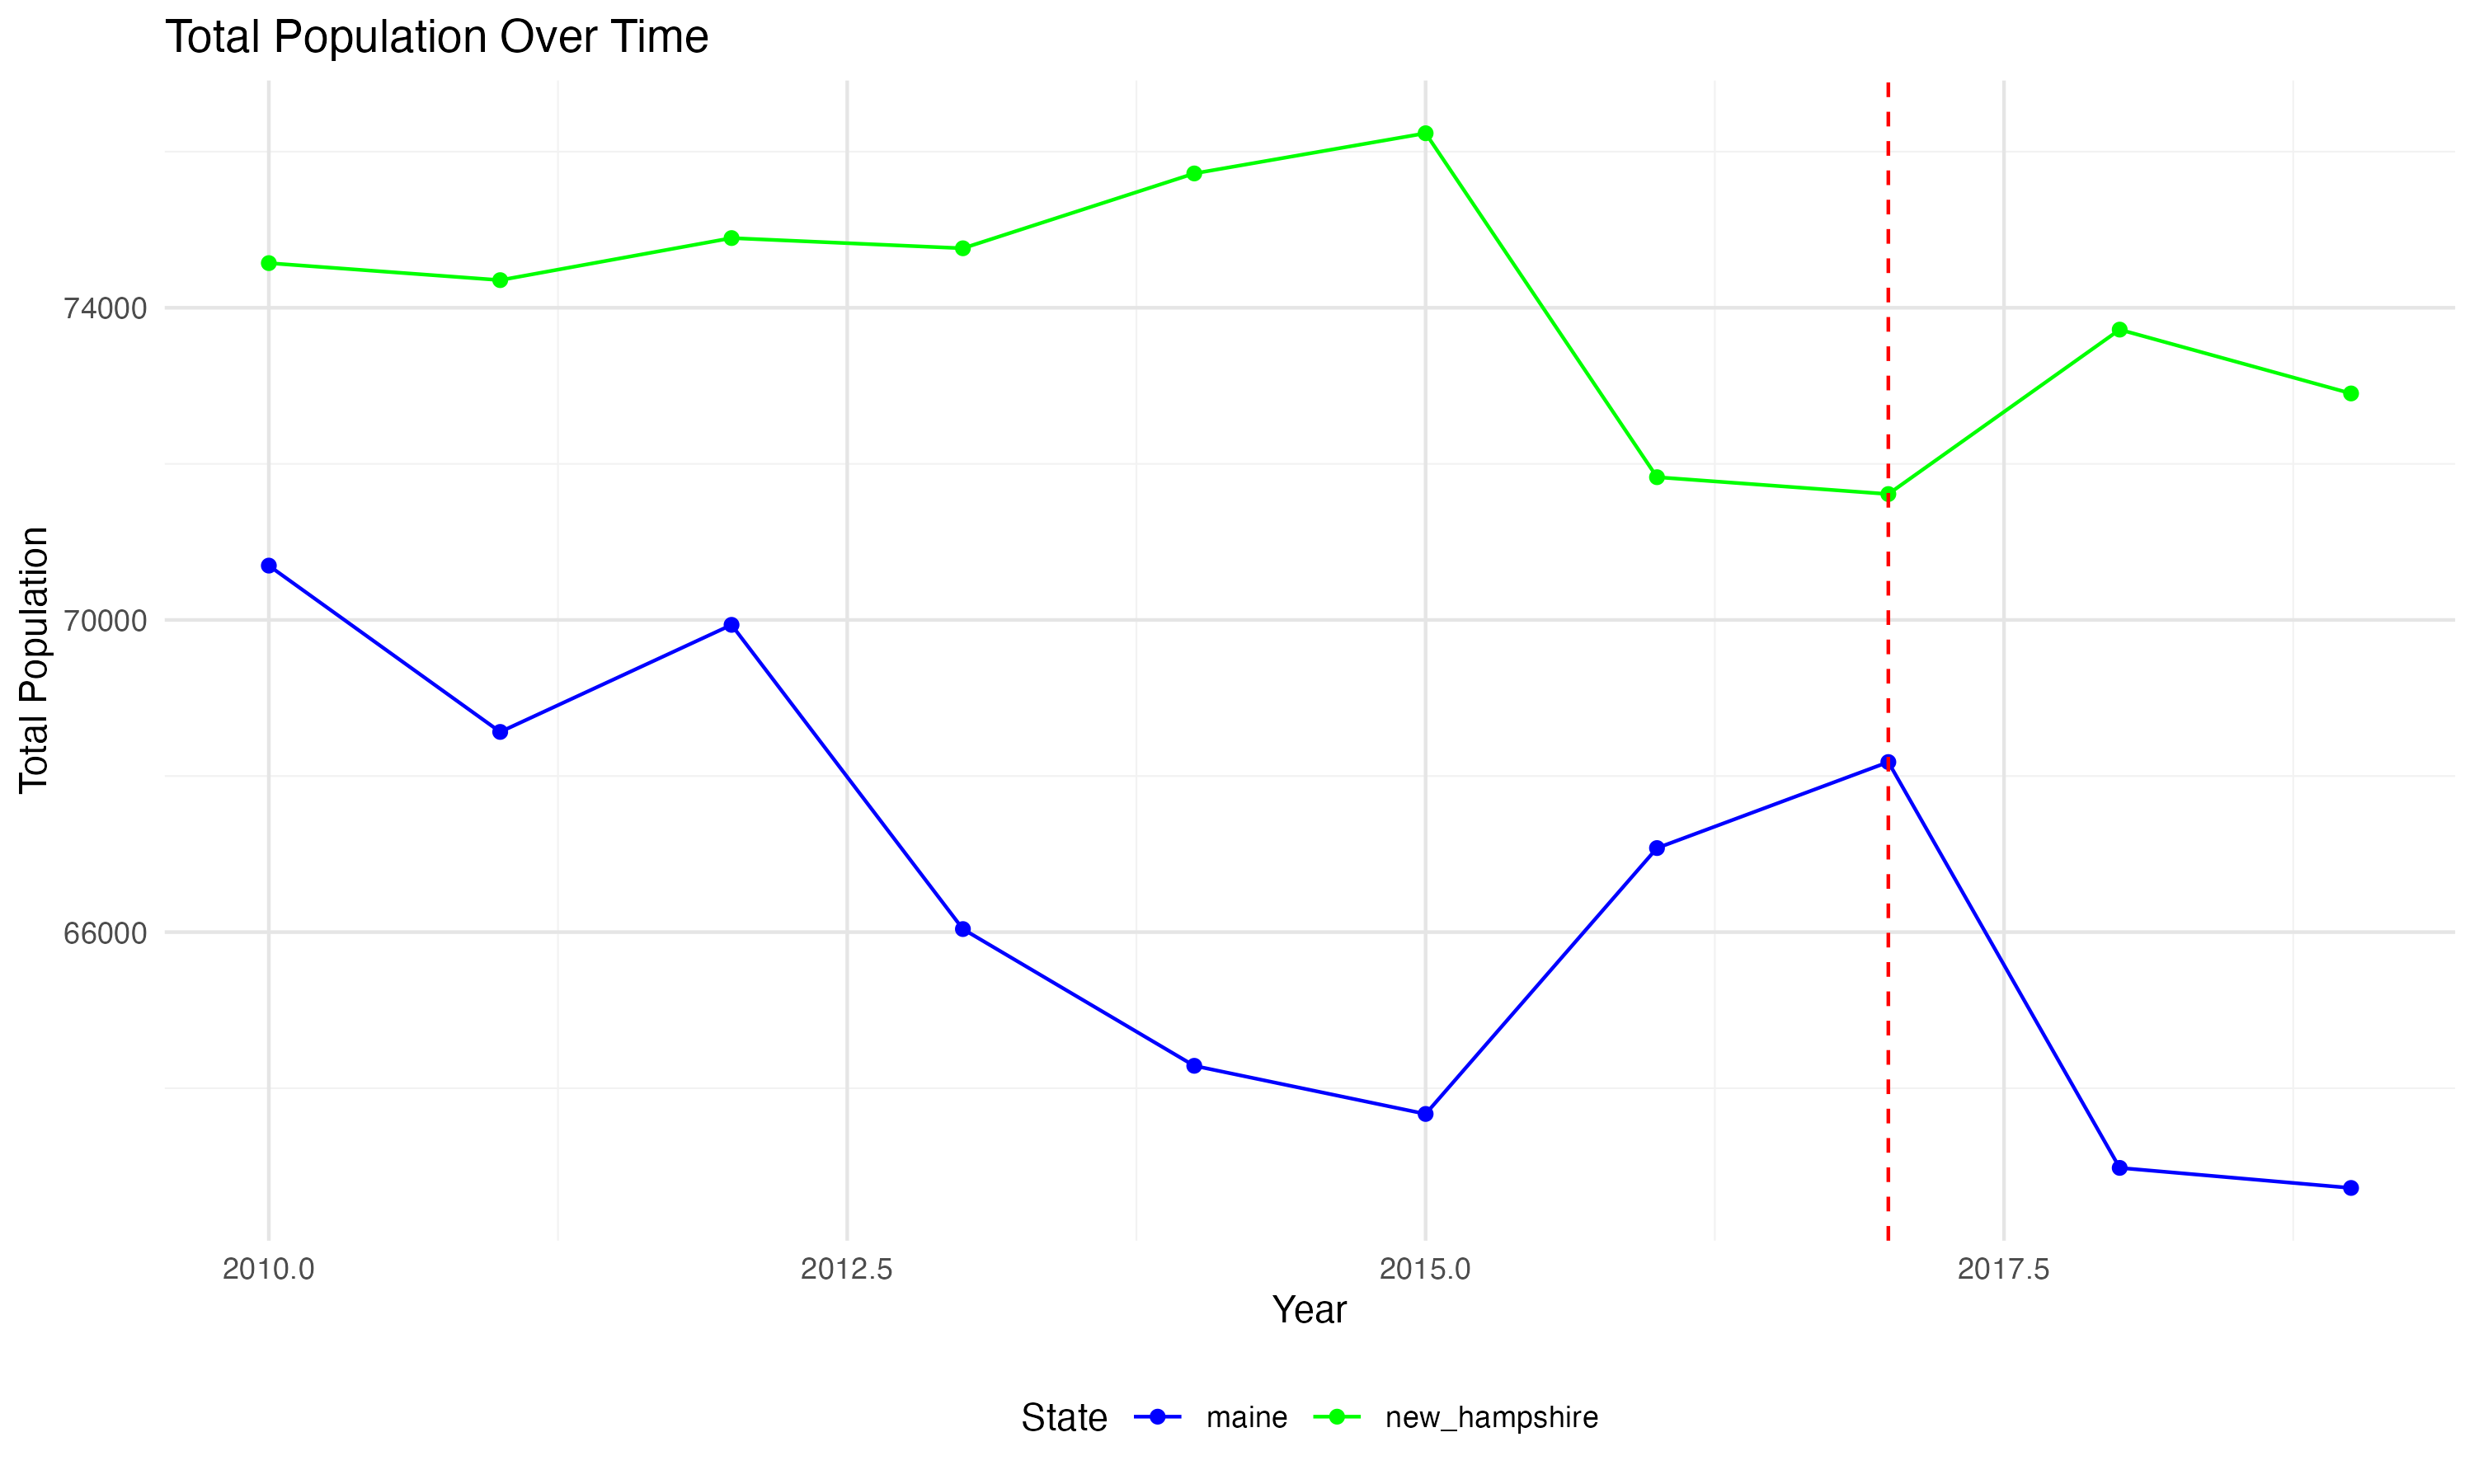 Total Population Over Time
Total Population
74000
70000
66000
2010.0 2012.5 2015.0 2017.5
Year
State maine new_hampshire